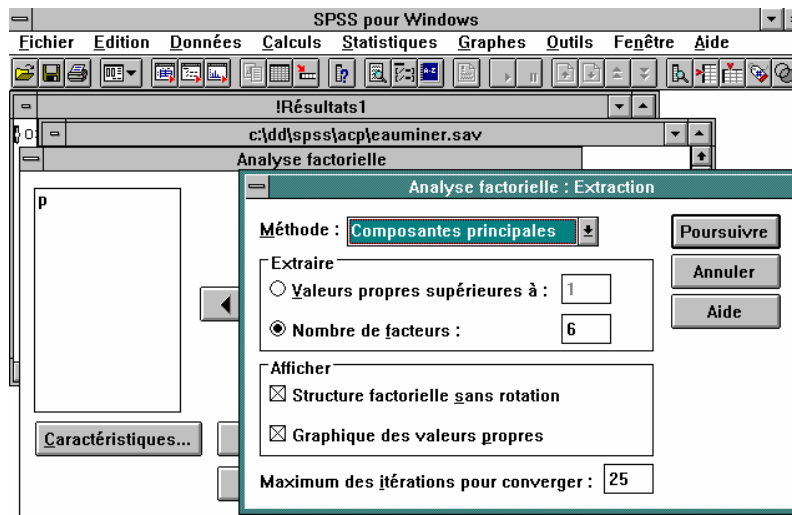 SPSS pour Windows
Fichier Edition Données Calculs Statistiques Graphes Outils Fenêtre Aide
!Résultats1
c:\dd\spss\acp\eauminer.sav
Analyse factorielle
p
Caractéristiques...
Analyse factorielle : Extraction
Méthode : Composantes principales
Poursuivre
Annuler
Aide
Extraire
Valeurs propres supérieures à : 1
Nombre de facteurs : 6
Afficher
Structure factorielle sans rotation
Graphique des valeurs propres
Maximum des itérations pour converger : 25